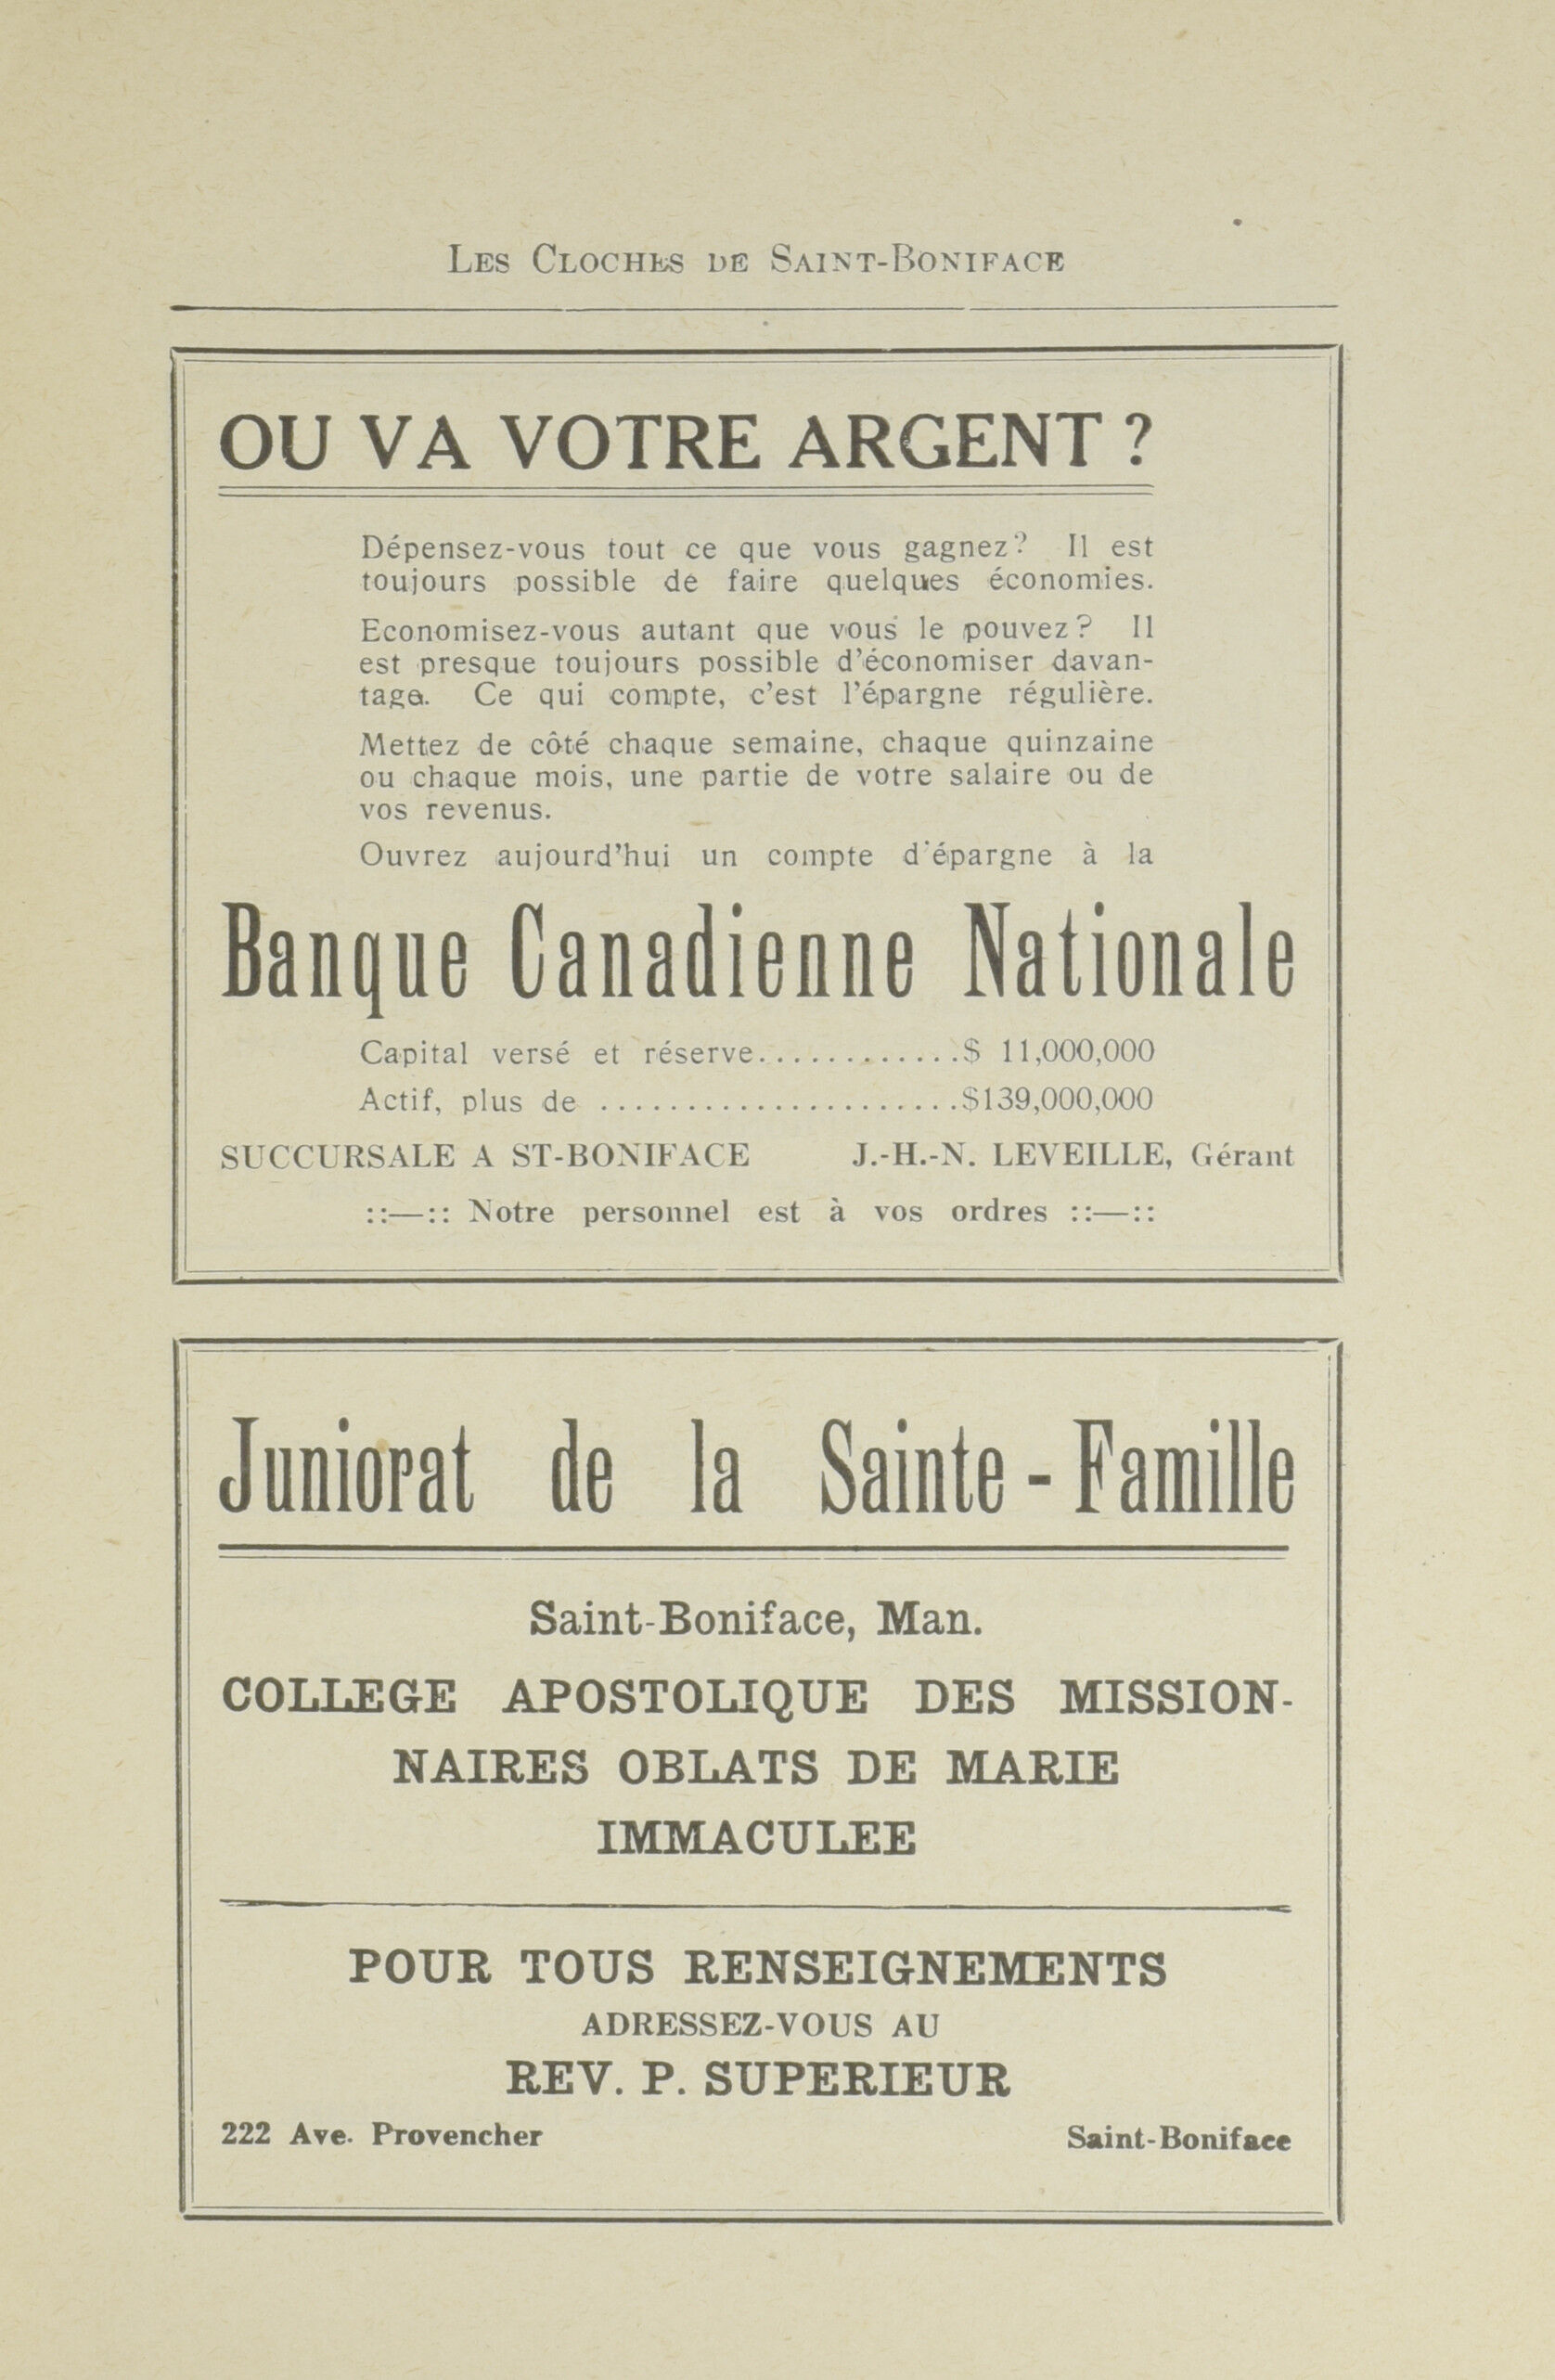 LES CLOCHES DE SAINT-BONIFACE
OU VA VOTRE ARGENT ?
Dépensez-vous tout ce que vous gagnez? Il est
toujours possible de faire quelques économies.
Economisez-vous autant que vous le pouvez? Il
est presque toujours possible d'économiser davan-
tage. Ce qui compte, c'est l'épargne régulière.
Mettez de côté chaque semaine, chaque quinzaine
ou chaque mois, une partie de votre salaire ou de
vos revenus.
Ouvrez aujourd'hui un compte d'épargne à la
Banque Canadienne Nationale
Capital versé et réserve............$ 11,000,000
Actif, plus de .....................$139,000,000
SUCCURSALE A ST-BONIFACE J.-H.-N. LEVEILLE, Gérant
::—:: Notre personnel est à vos ordres ::—::
Juniorat de la Sainte-Famille
Saint-Boniface, Man.
COLLEGE APOSTOLIQUE DES MISSION-
NAIRES OBLATS DE MARIE
IMMACULEE
POUR TOUS RENSEIGNEMENTS
ADRESSEZ-VOUS AU
REV. P. SUPERIEUR
222 Ave. Provencher Saint-Boniface